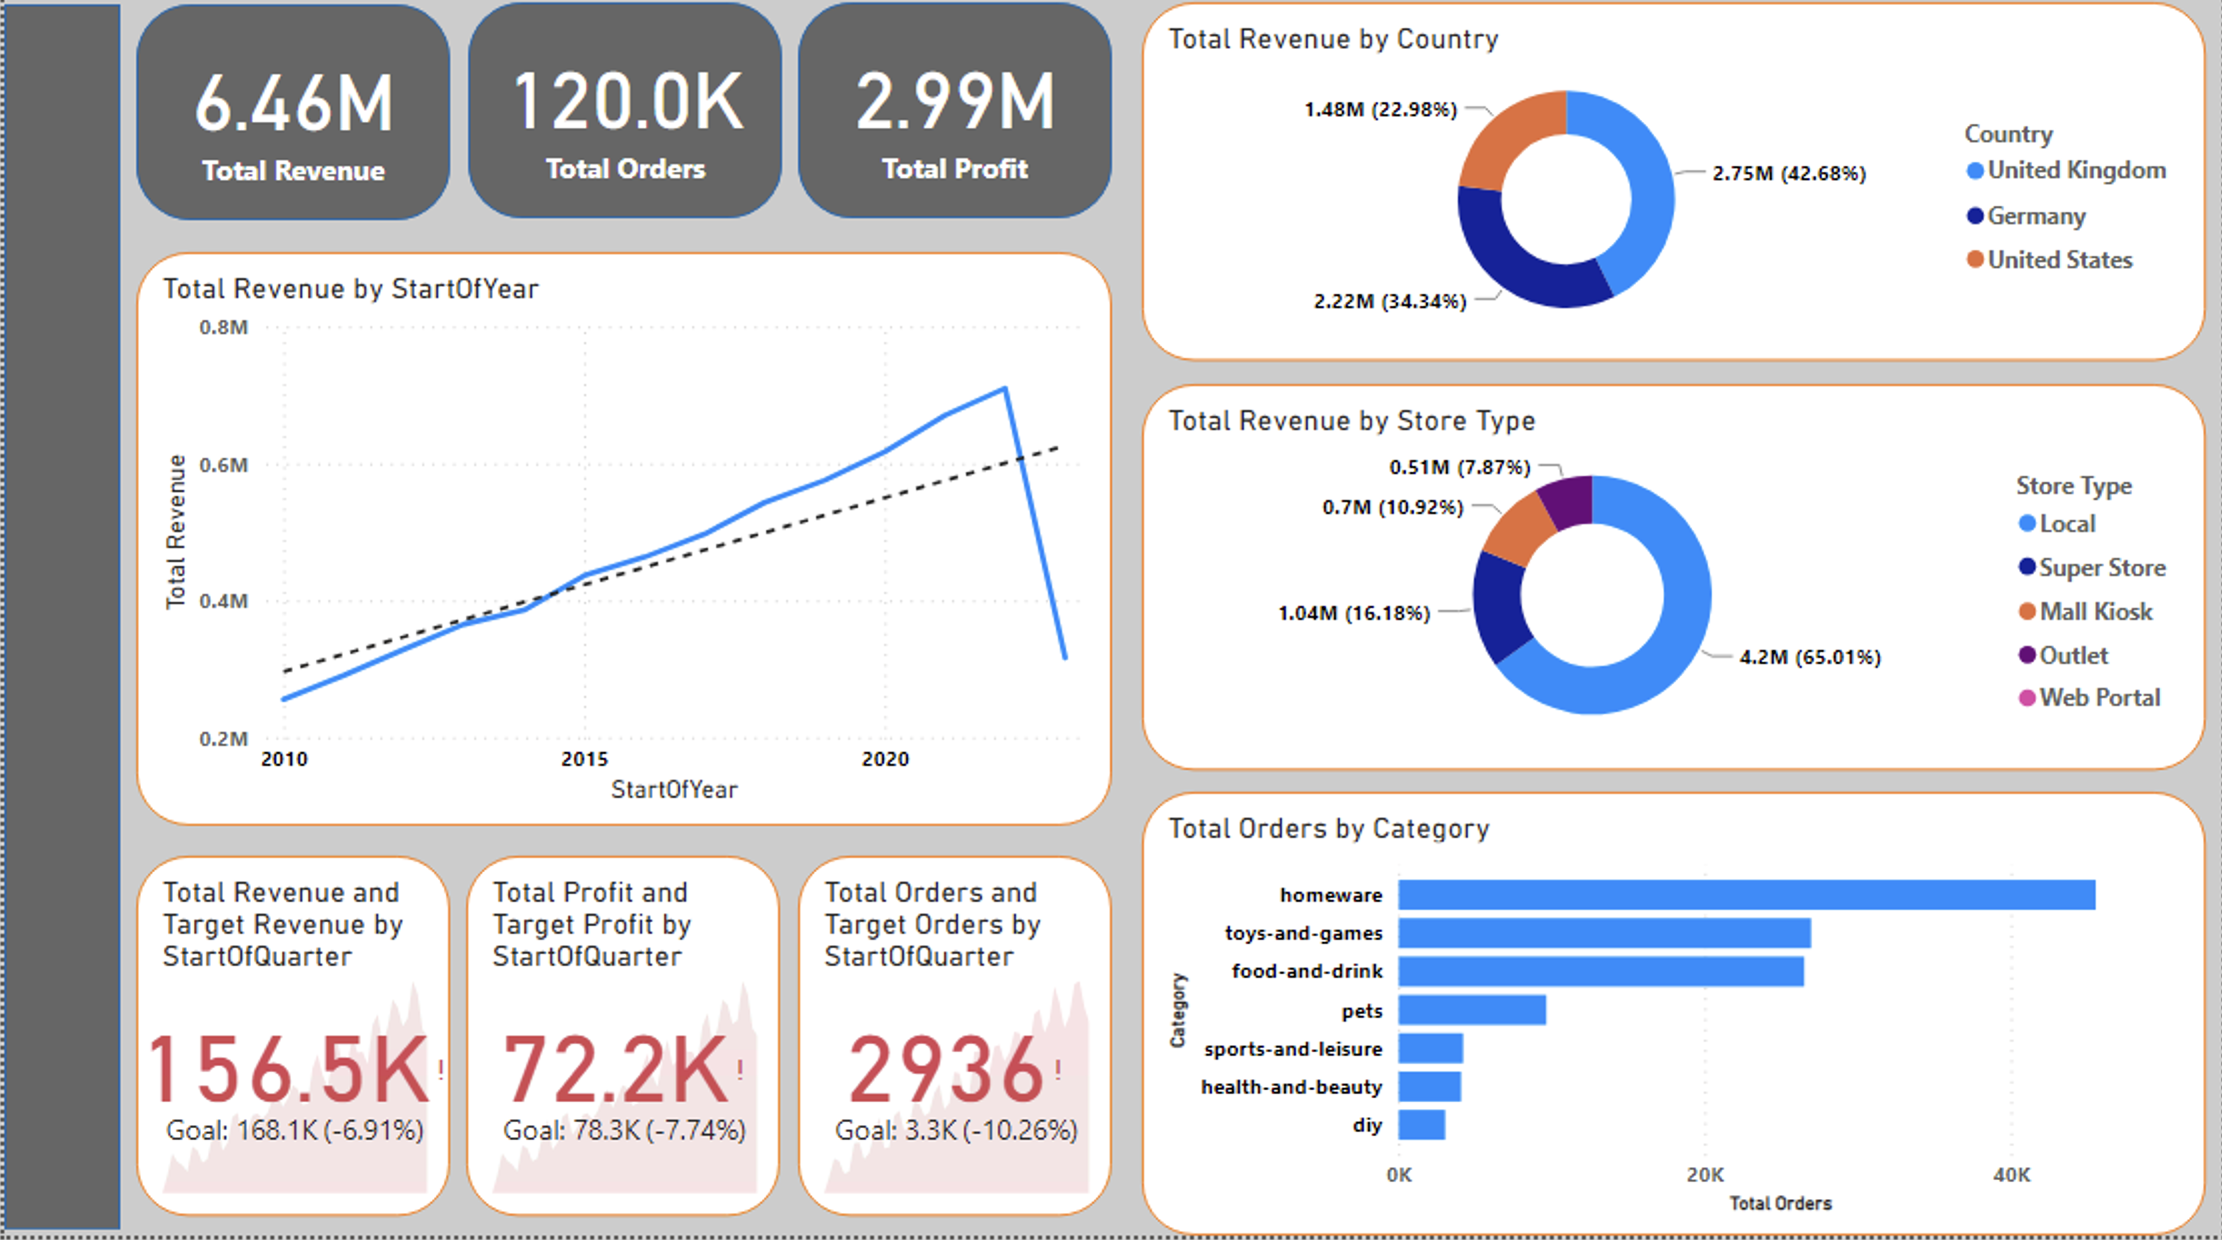 6.46M
Total Revenue
120.0K
Total Orders
2.99M
Total Profit
Total Revenue by StartOfYear
0.8M
0.6M
0.4M
0.2M
Total Revenue
2010
2015
2020
StartOfYear
Total Revenue and
Target Revenue by
StartOfQuarter
156.5K!
Goal: 168.1K (-6.91%)
Total Profit and
Target Profit by
StartOfQuarter
72.2K!
Goal: 78.3K (-7.74%)
Total Orders and
Target Orders by
StartOfQuarter
2936!
Goal: 3.3K (-10.26%)
Total Revenue by Country
1.48M (22.98%)
2.75M (42.68%)
2.22M (34.34%)
Country
United Kingdom
Germany
United States
Total Revenue by Store Type
0.51M (7.87%)
0.7M (10.92%)
1.04M (16.18%)
4.2M (65.01%)
Store Type
Local
Super Store
Mall Kiosk
Outlet
Web Portal
Total Orders by Category
Category
homeware
toys-and-games
food-and-drink
pets
sports-and-leisure
health-and-beauty
diy
0K
20K
40K
Total Orders